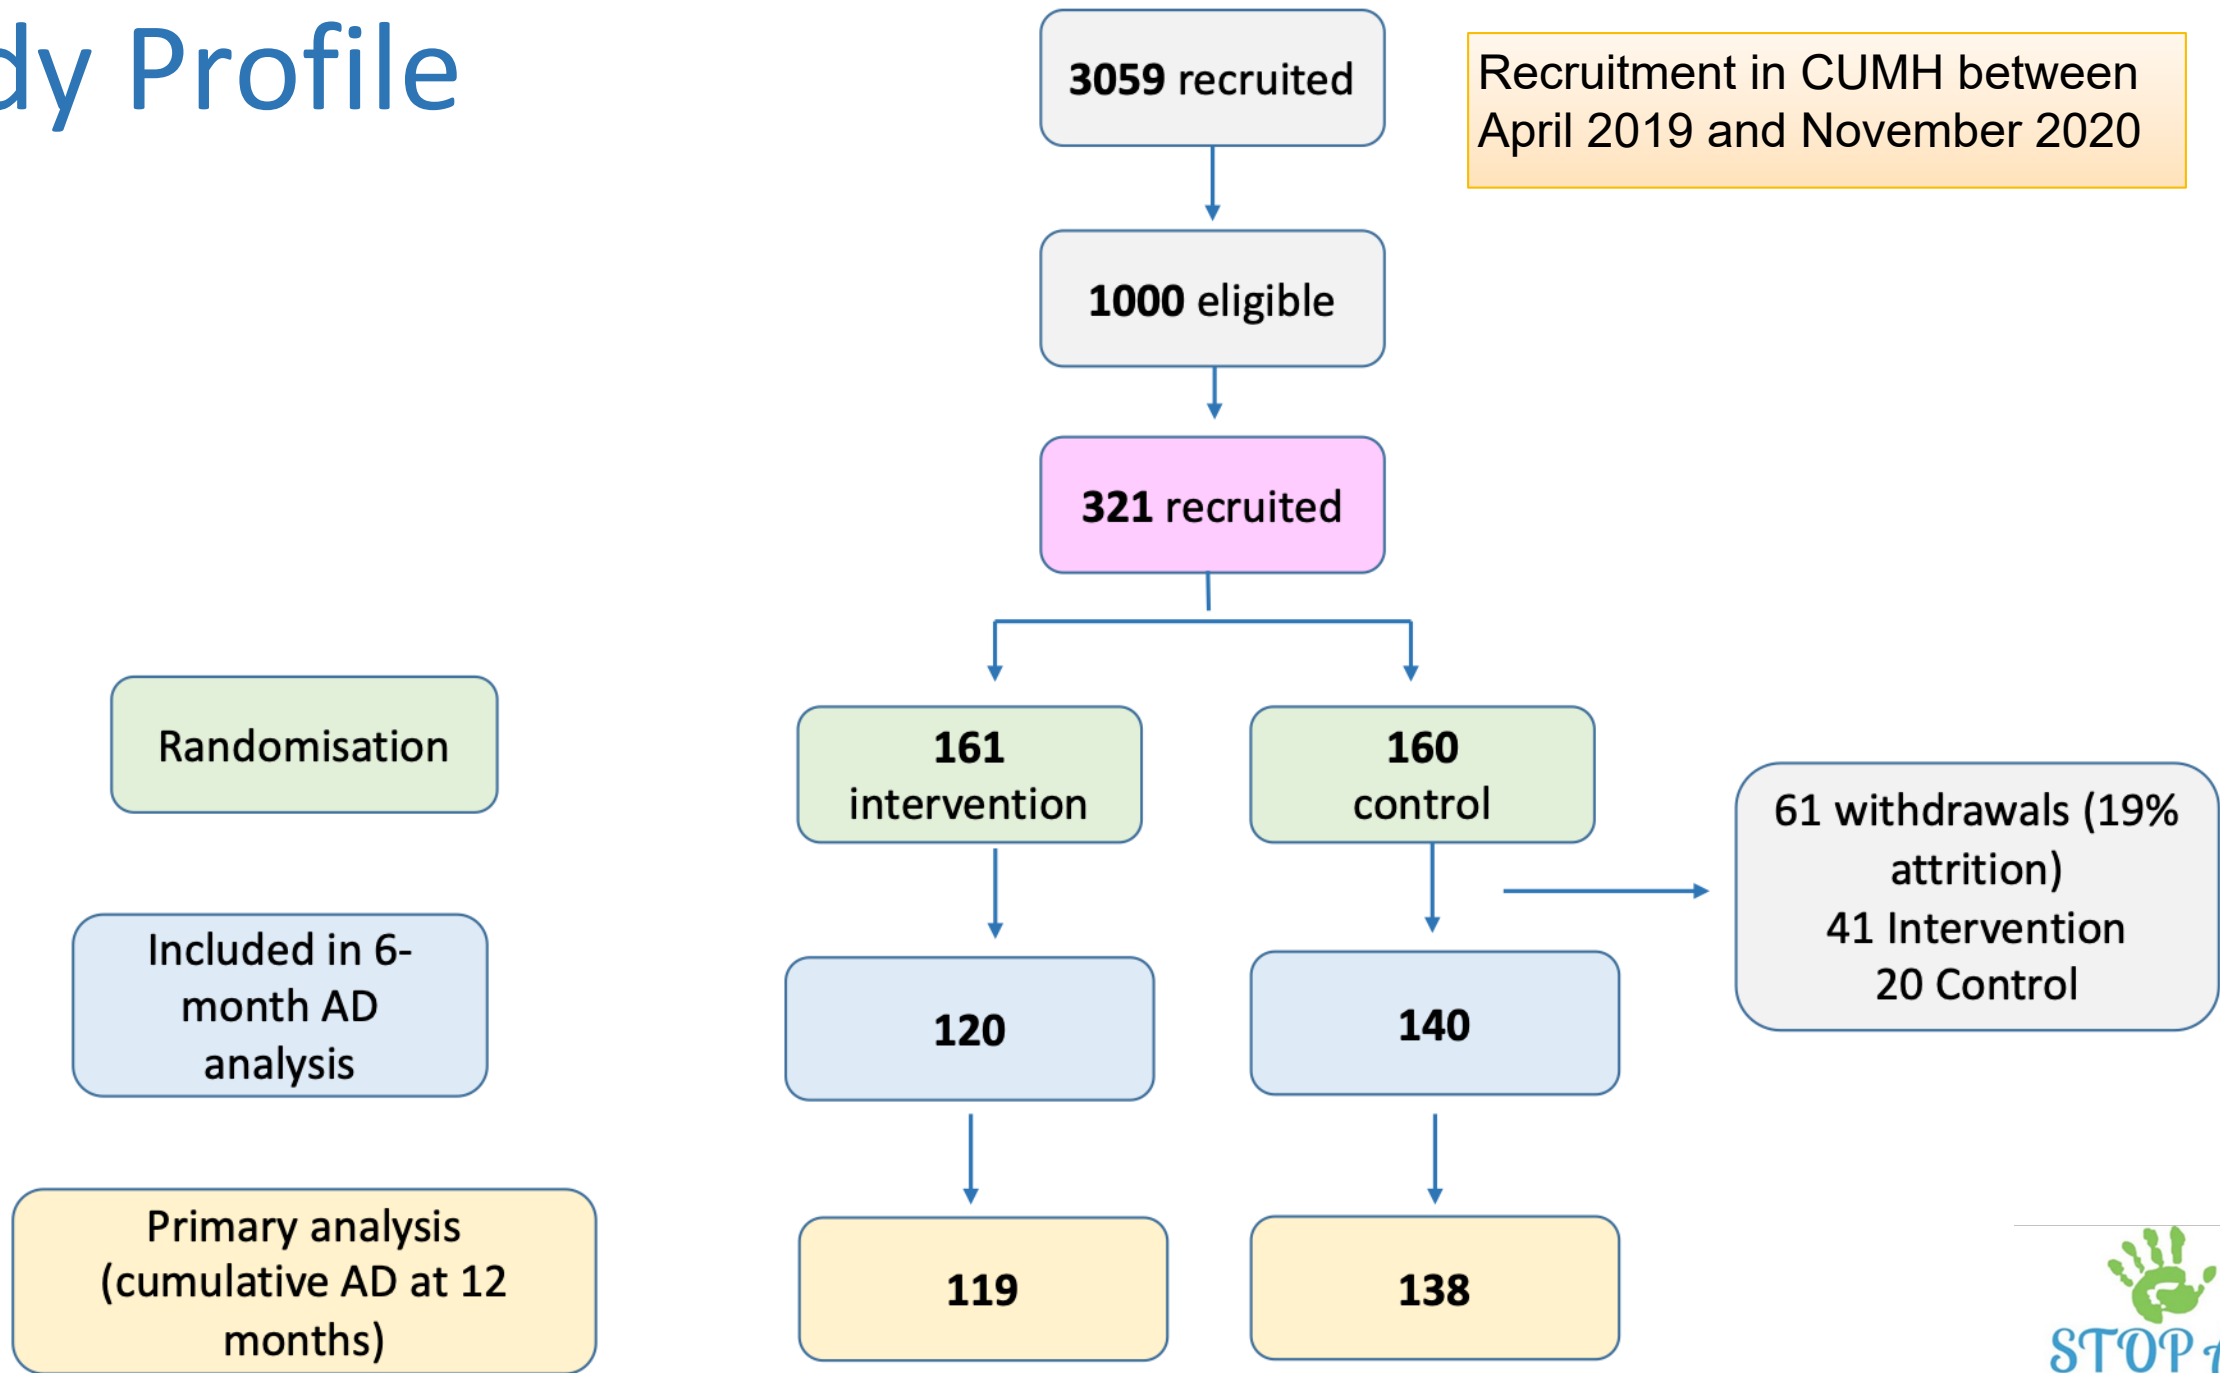 dy Profile
3059 recruited
Recruitment in CUMH between
April 2019 and November 2020
1000 eligible
321 recruited
Randomisation
161
intervention
160
control
61 withdrawals (19%
attrition)
41 Intervention
20 Control
Included in 6-
month AD
analysis
120
140
Primary analysis
(cumulative AD at 12
months)
119
138
STOP